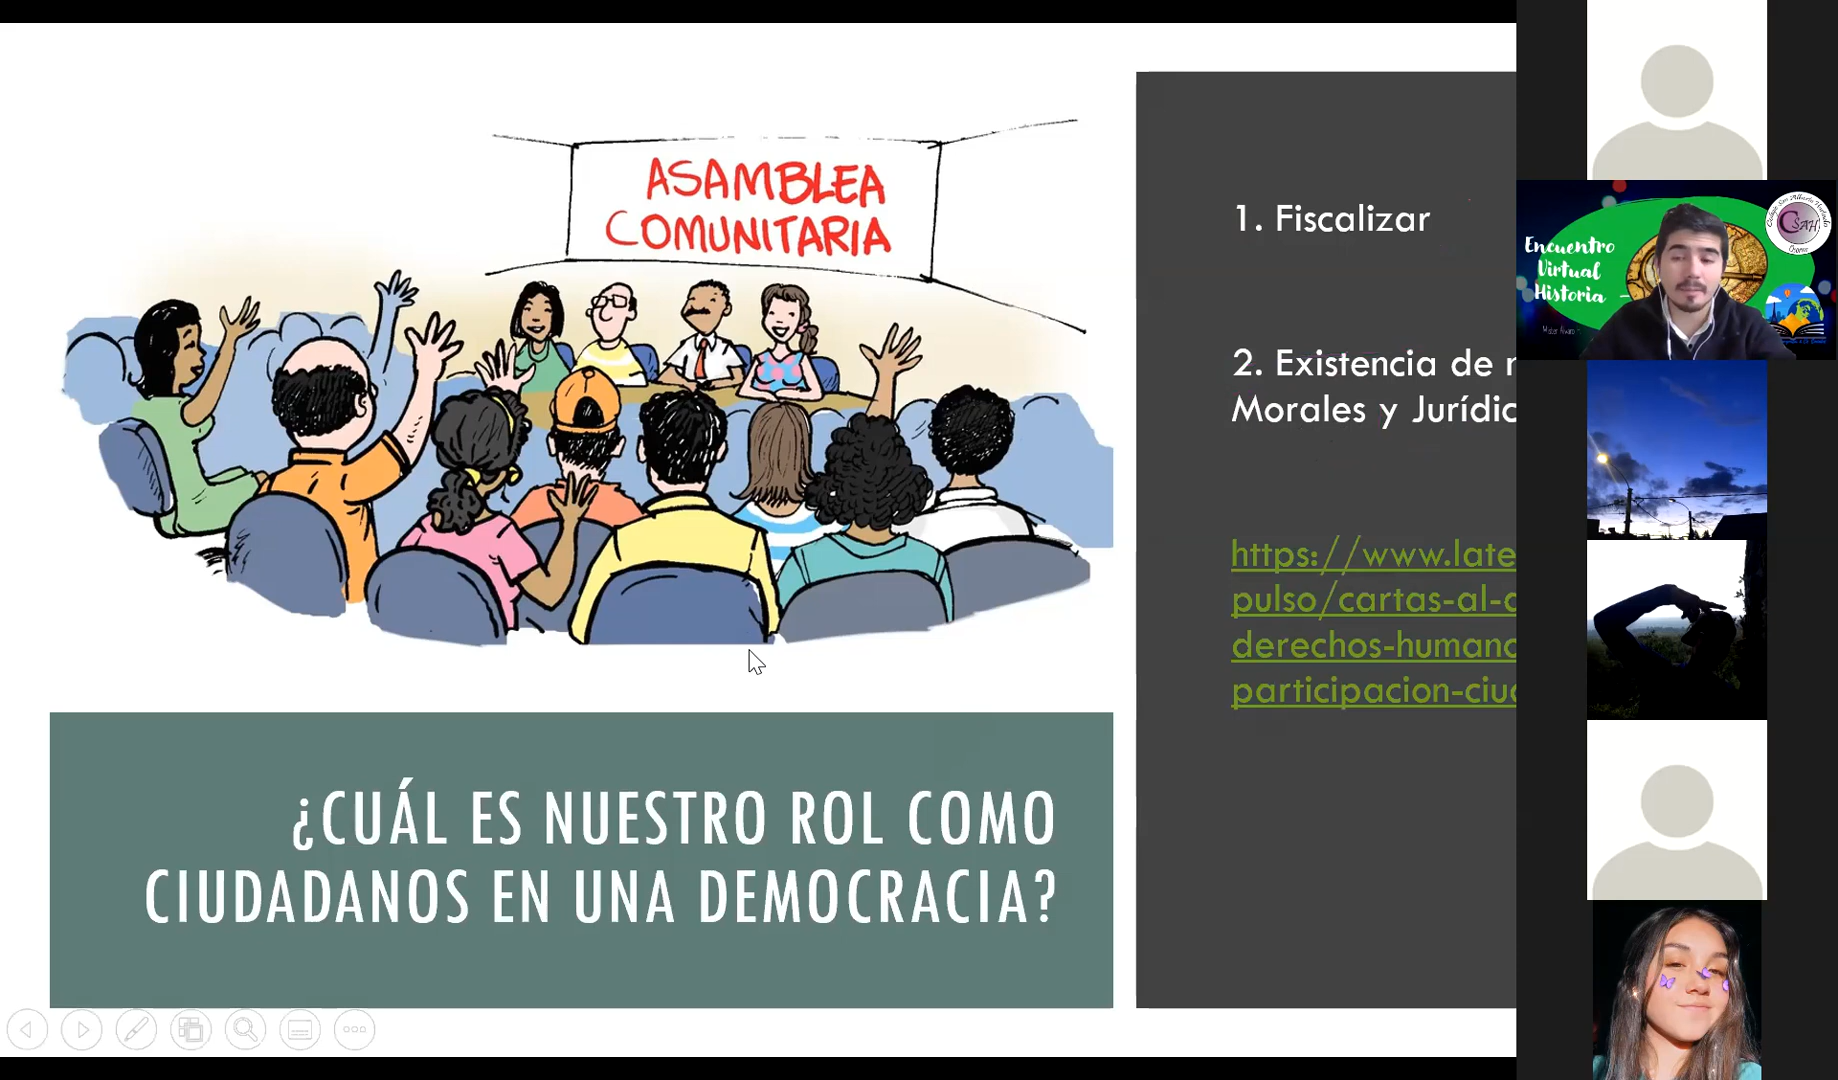 ASAMBLEA
COMUNITARIA
¿CUÁL ES NUESTRO ROL COMO
CIUDADANOS EN UNA DEMOCRACIA?
1. Fiscalizar
2. Existencia de
Morales y Jurídic
https://www.late
pulso/cartas-al-
derechos-human
participacion-ciu
Encuentro
Virtual
Historia
CSAH